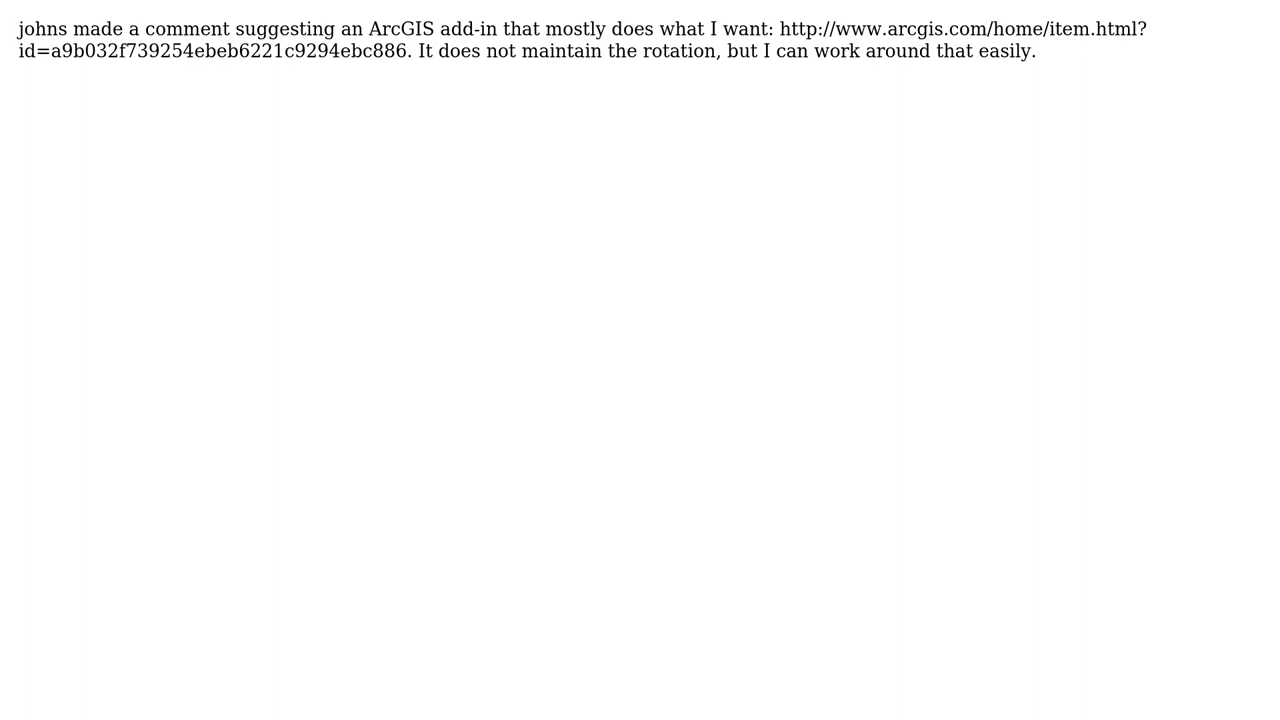 johns made a comment suggesting an ArcGIS add-in that mostly does what I want: http://www.arcgis.com/home/item.html?
id=a9b032f739254ebeb6221c9294ebc886. It does not maintain the rotation, but I can work around that easily.